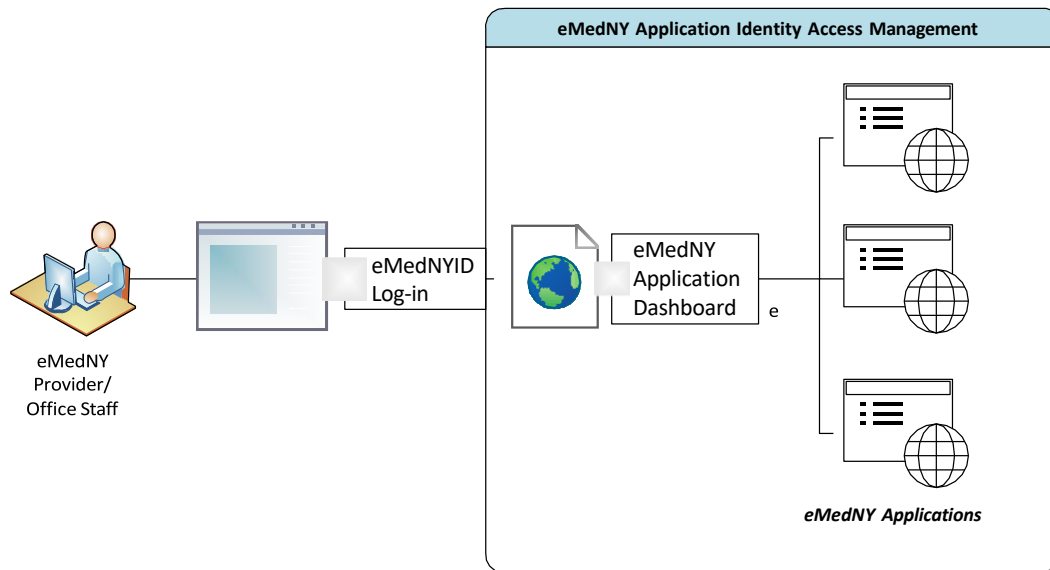 eMedNY Application Identity Access Management
eMedNYID
Log-in
eMedNY
Application
Dashboard
e
eMedNY
Provider/
Office Staff
eMedNY Applications